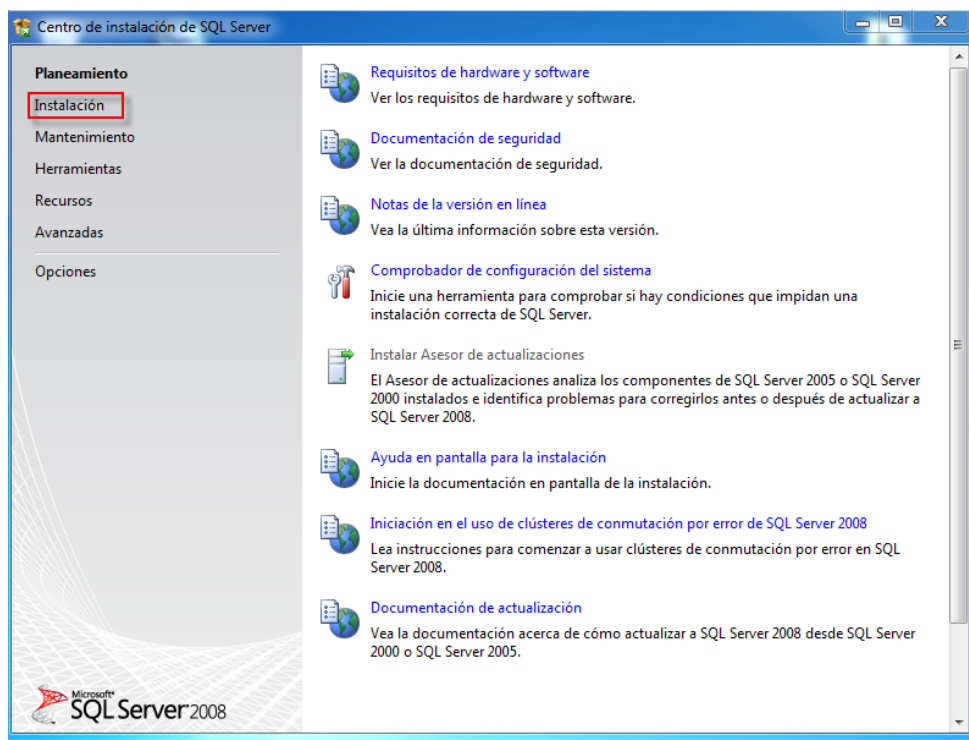 Centro de instalación de SQL Server
Planeamiento
Instalación
Mantenimiento
Herramientas
Recursos
Avanzadas
Opciones
Requisitos de hardware y software
Ver los requisitos de hardware y software.
Documentación de seguridad
Ver la documentación de seguridad.
Notas de la versión en línea
Vea la última información sobre esta versión.
Comprobador de configuración del sistema
Inicie una herramienta para comprobar si hay condiciones que impidan una
instalación correcta de SQL Server.
Instalar Asesor de actualizaciones
El Asesor de actualizaciones analiza los componentes de SQL Server 2005 o SQL Server
2000 instalados e identifica problemas para corregirlos antes o después de actualizar a
SQL Server 2008.
Ayuda en pantalla para la instalación
Inicie la documentación en pantalla de la instalación.
Iniciación en el uso de clústeres de conmutación por error de SQL Server 2008
Lea instrucciones para comenzar a usar clústeres de conmutación por error en SQL
Server 2008.
Documentación de actualización
Vea la documentación acerca de cómo actualizar a SQL Server 2008 desde SQL Server
2000 o SQL Server 2005.
Microsoft®
SQL Server 2008